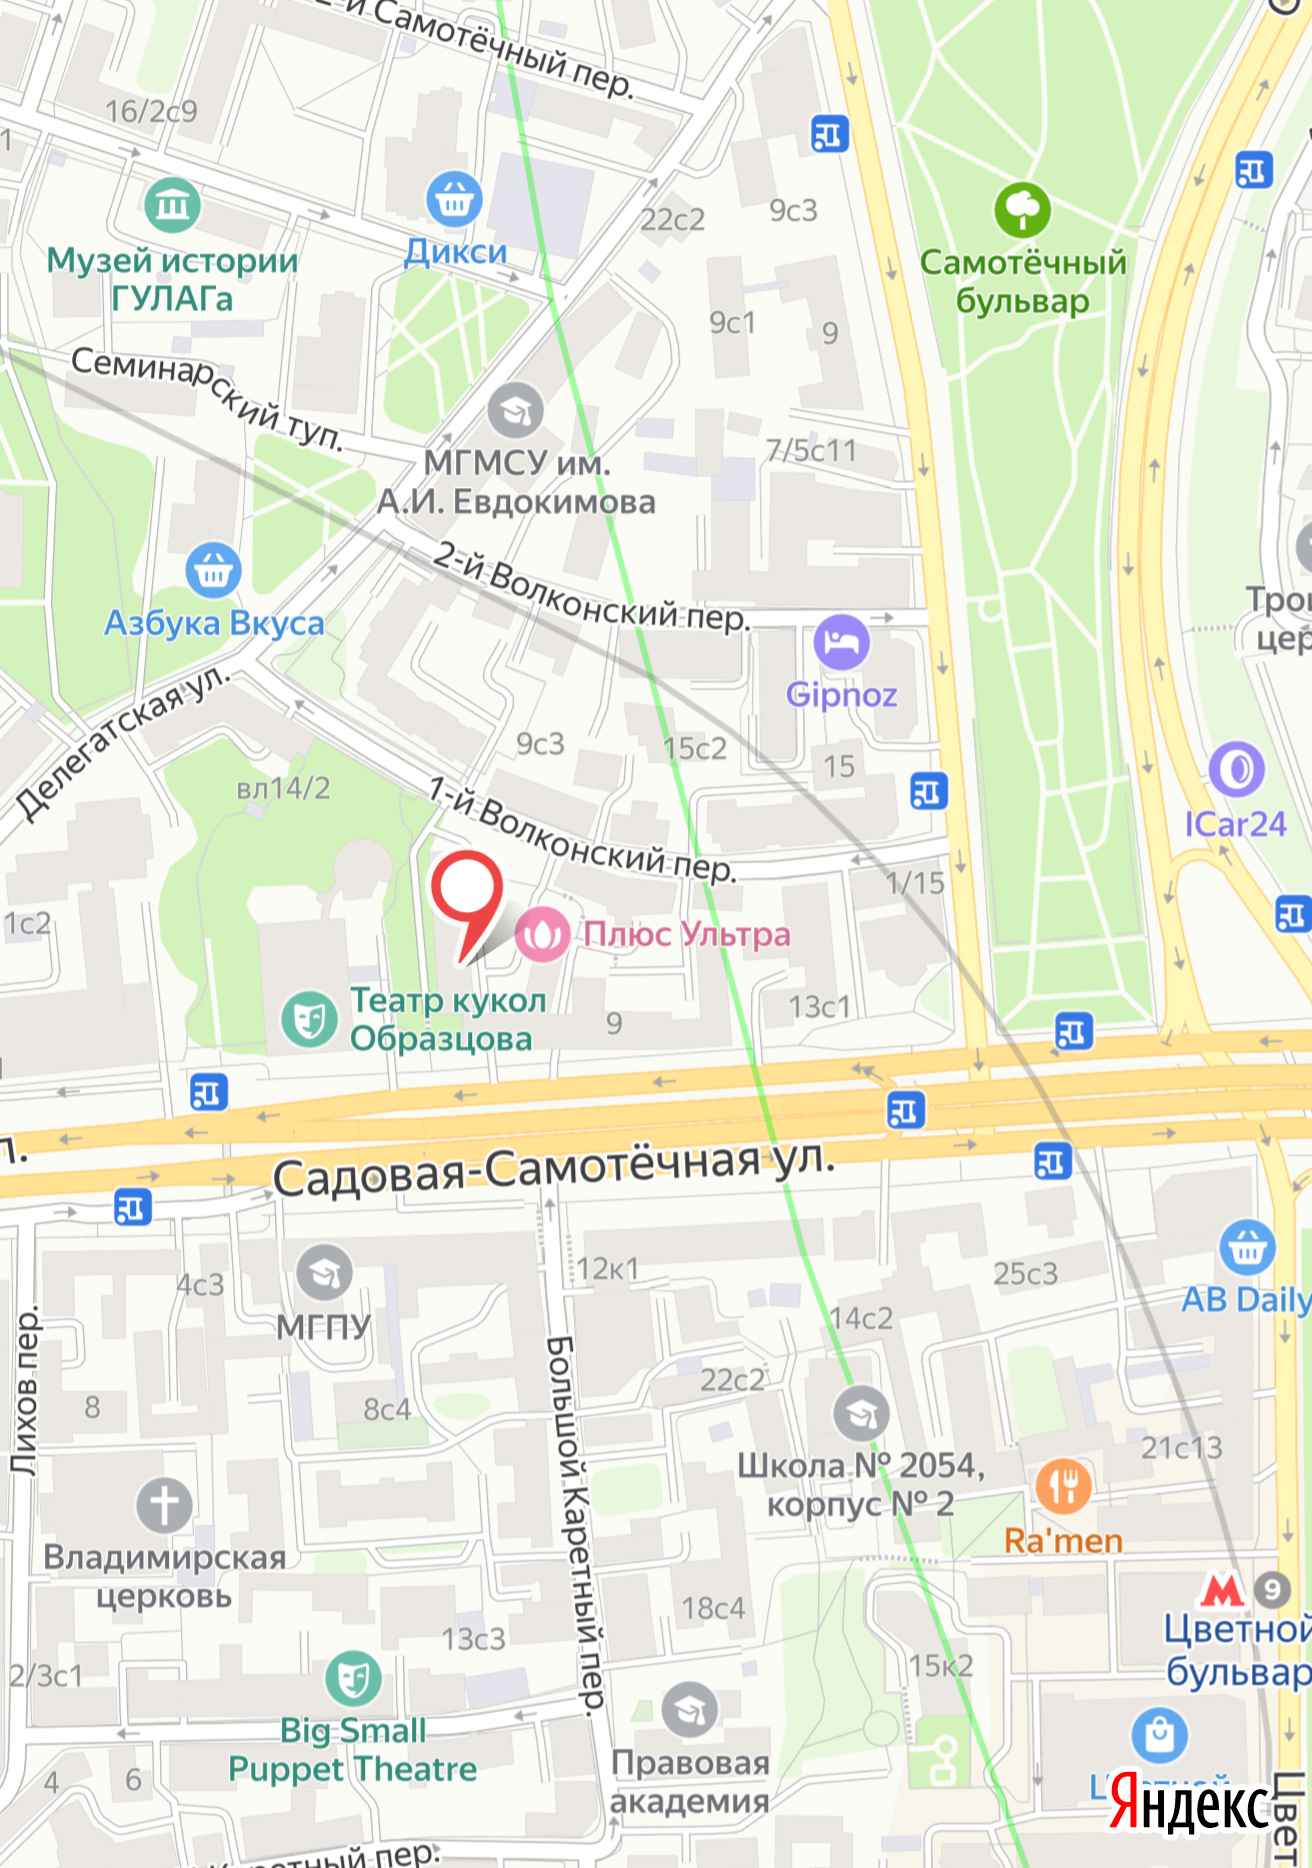 2-й Самотёчный пер.
16/2с9
Музей истории
ГУЛАГа
Дикси
22с2
9с3
Самотёчный
бульвар
9с1
9
Семинарский туп.
МГМСУ им.
А.И. Евдокимова
7/5с11
2-й Волконский пер.
Азбука Вкуса
Gipnoz
Делегатская ул.
9с3
15с2
15
вл14/2
1-й Волконский пер.
ICar24
1/15
1с2
Плюс Ультра
Театр кукол
Образцова
9
13с1
Садовая-Самотёчная ул.
4с3
12к1
25с3
МГПУ
AB Daily
14с2
Лихов пер.
8
8с4
22с2
Большой Каретный пер.
21с13
Школа № 2054,
корпус № 2
Ra'men
Владимирская
церковь
18с4
9
Цветной
бульвар
13с3
15к2
2/3с1
Big Small
Puppet Theatre
Правовая
академия
4
6
Яндекс